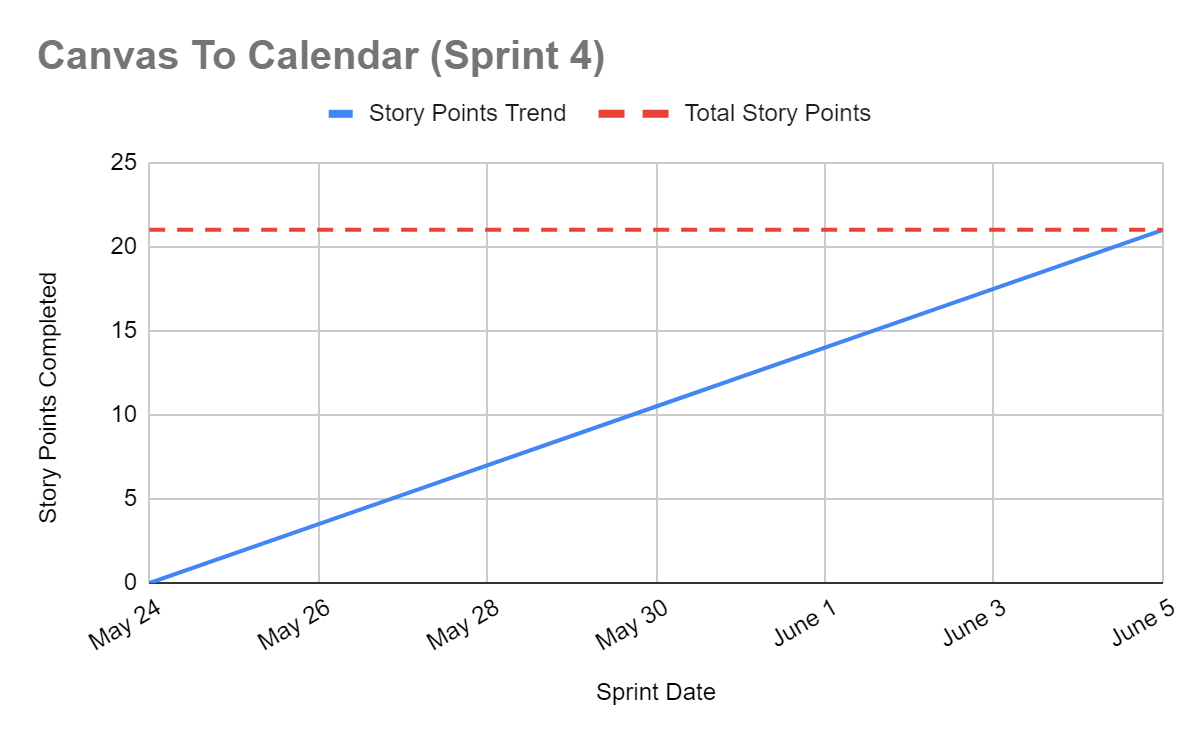 Canvas To Calendar (Sprint 4)
Story Points Trend
Total Story Points
25
20
15
10
5
0
Story Points Completed
May 24
May 26
May 28
May 30
June 1
June 3
June 5
Sprint Date